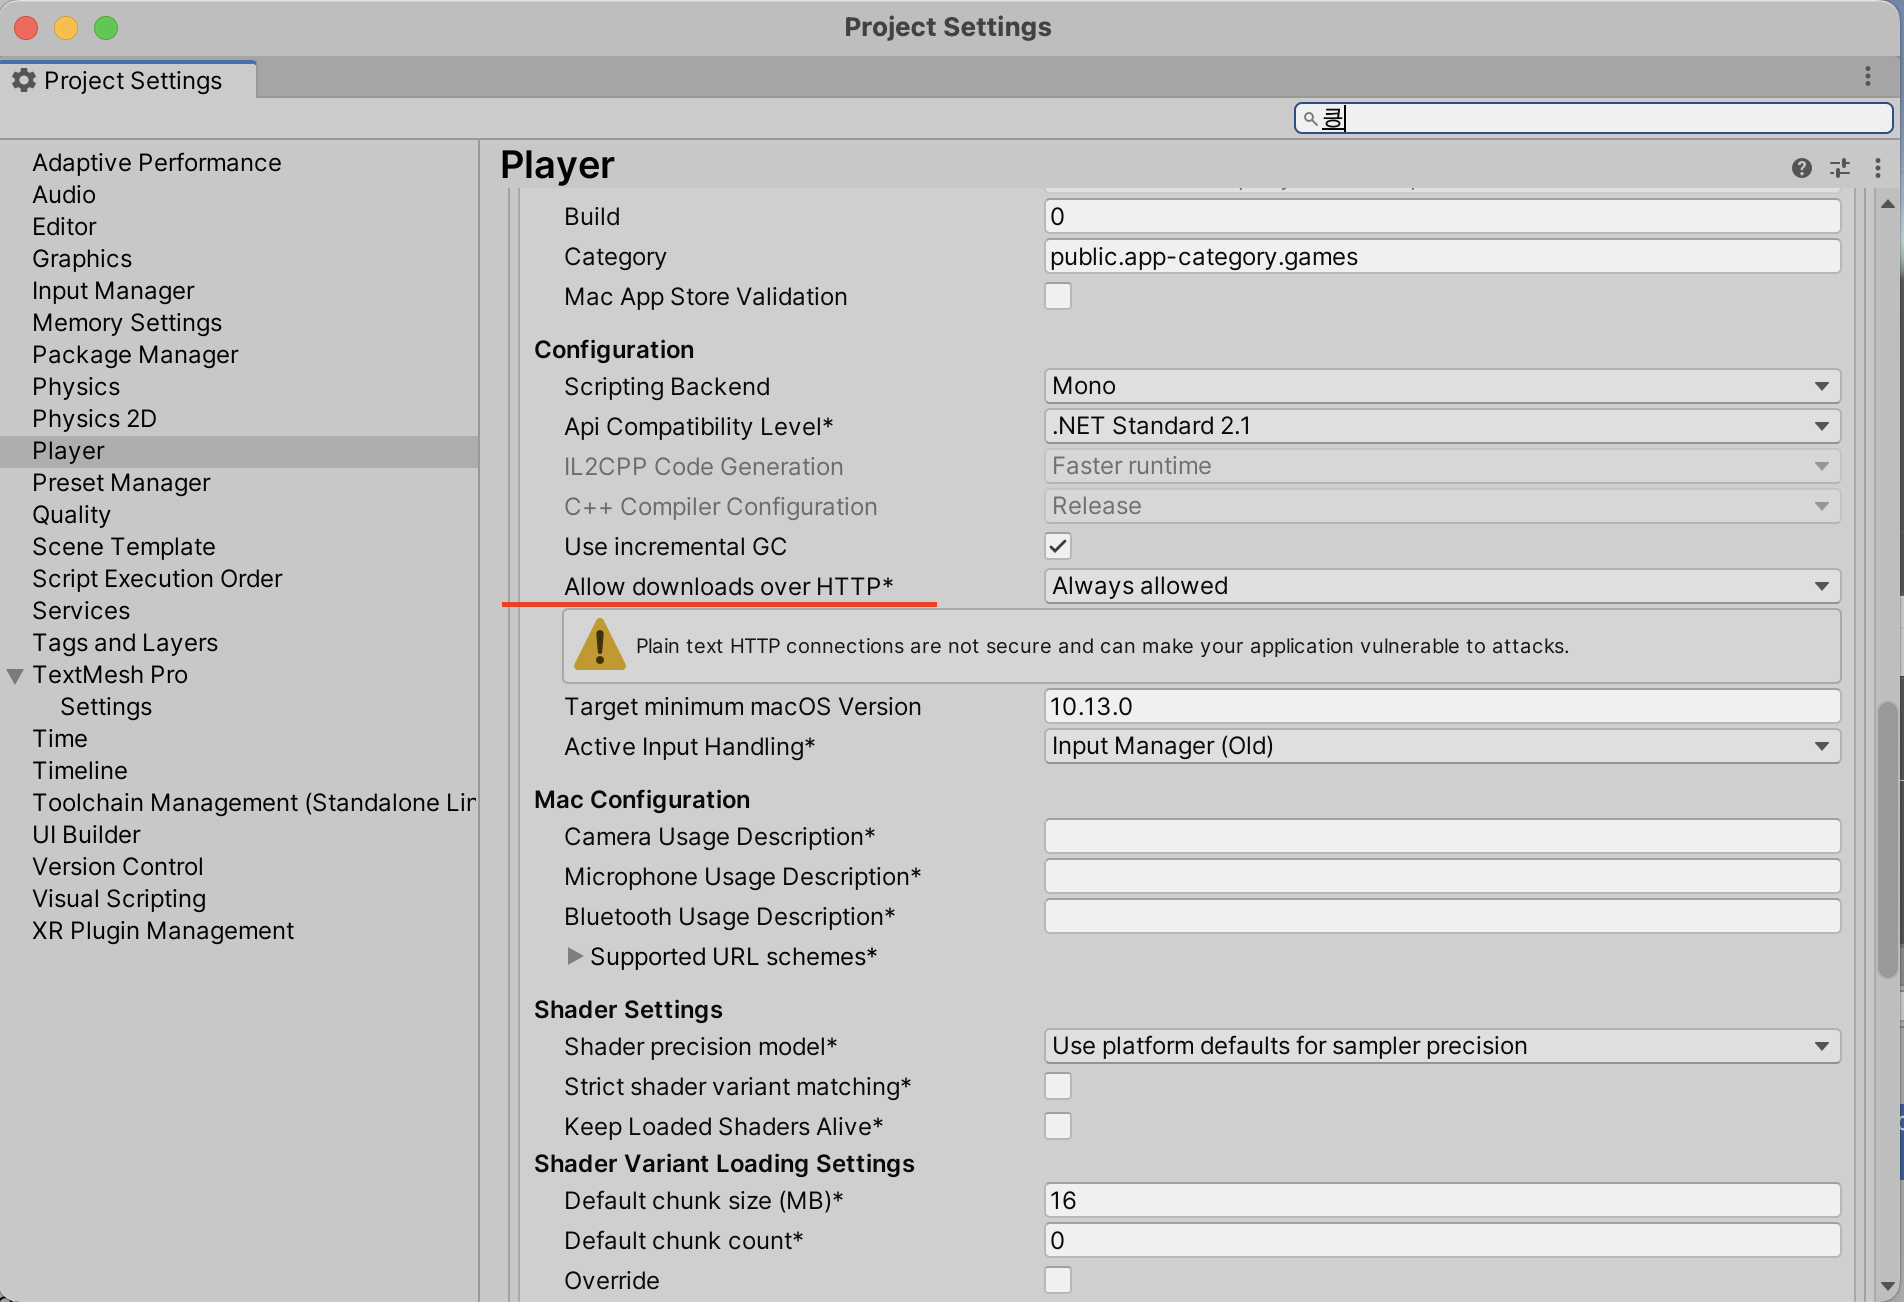 Project Settings
Project Settings
킁
Adaptive Performance
Audio
Editor
Graphics
Input Manager
Memory Settings
Package Manager
Physics
Physics 2D
Player
Preset Manager
Quality
Scene Template
Script Execution Order
Services
Tags and Layers
TextMesh Pro
Settings
Time
Timeline
Toolchain Management (Standalone Lin
UI Builder
Version Control
Visual Scripting
XR Plugin Management
Player
Build 0
Category public.app-category.games
Mac App Store Validation
Configuration
Scripting Backend Mono
Api Compatibility Level* .NET Standard 2.1
IL2CPP Code Generation Faster runtime
C++ Compiler Configuration Release
Use incremental GC
Allow downloads over HTTP* Always allowed
Plain text HTTP connections are not secure and can make your application vulnerable to attacks.
Target minimum macOS Version 10.13.0
Active Input Handling* Input Manager (Old)
Mac Configuration
Camera Usage Description*
Microphone Usage Description*
Bluetooth Usage Description*
Supported URL schemes*
Shader Settings
Shader precision model* Use platform defaults for sampler precision
Strict shader variant matching*
Keep Loaded Shaders Alive*
Shader Variant Loading Settings
Default chunk size (MB)* 16
Default chunk count* 0
Override